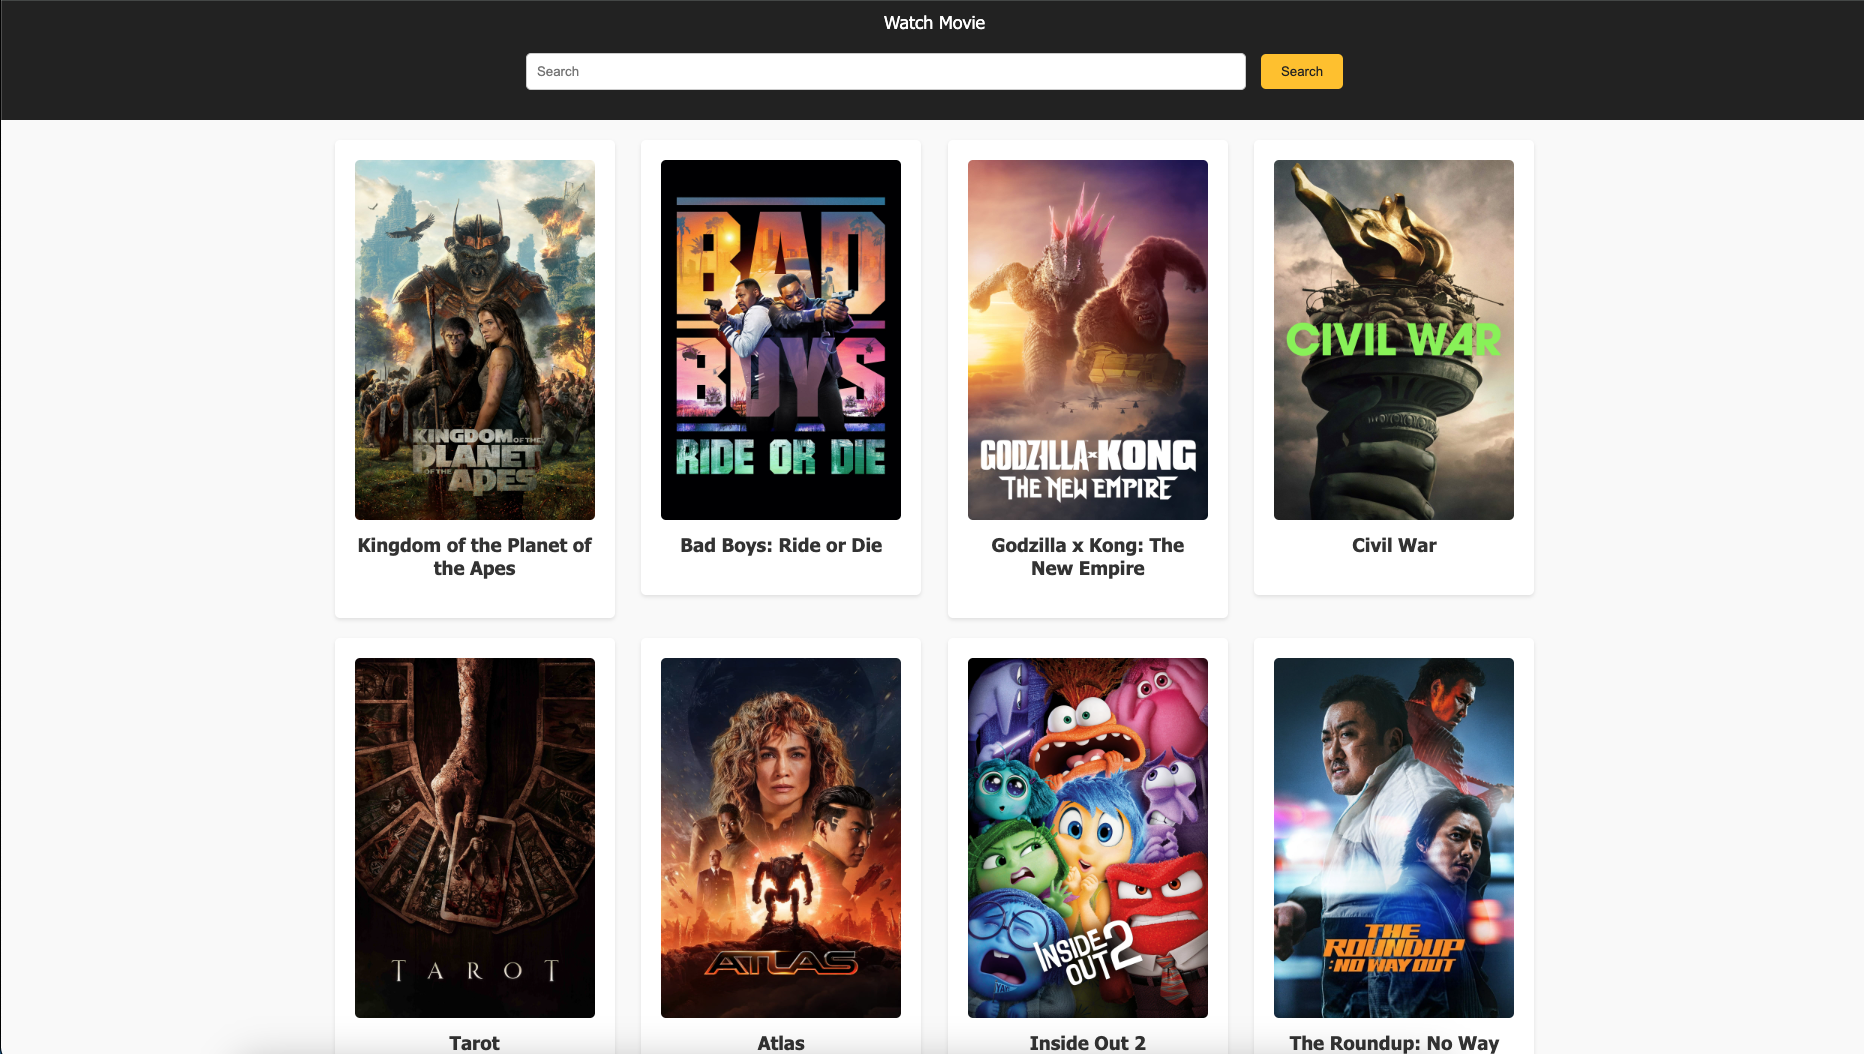 Watch Movie
Search
Search
KINGDOM OF THE
PLANET
OF THE APES
BAD
BOYS
RIDE OR DIE
GODZILLA x KONG
THE NEW EMPIRE
CIVIL WAR
Kingdom of the Planet of
the Apes
Bad Boys: Ride or Die
Godzilla x Kong: The
New Empire
Civil War
TAROT
ATLAS
INSIDE
OUT 2
THE
ROUNDUP
:NO WAY OUT
Tarot
Atlas
Inside Out 2
The Roundup: No Way